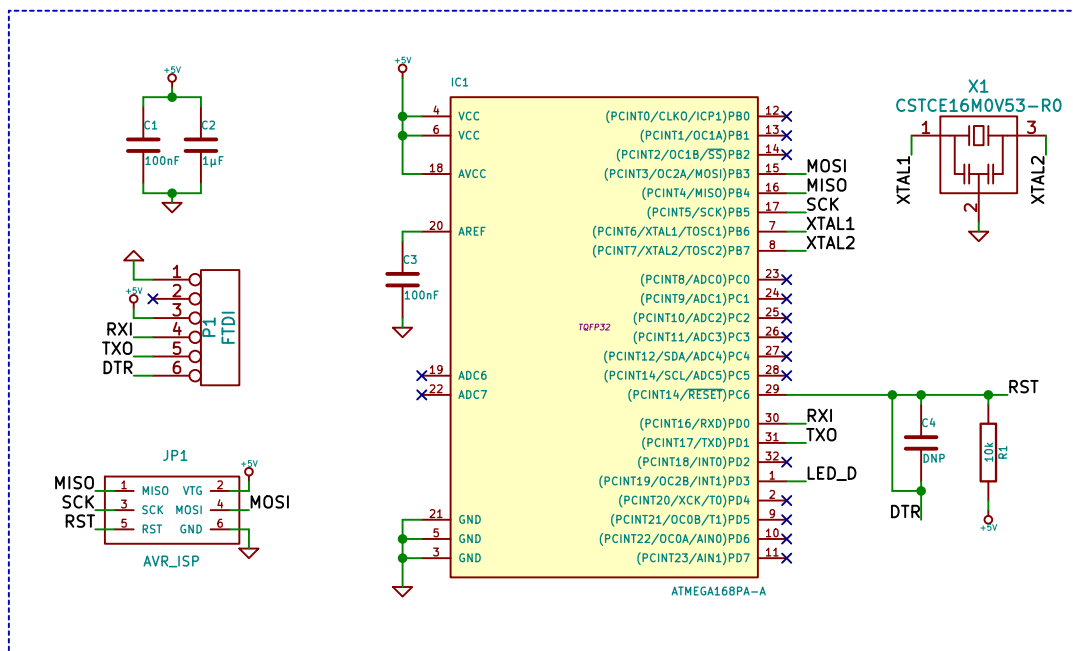 +5V
C1
100nF
C2
1µF
P1
FTDI
+5V
1
2
3
4
5
6
RXI
TXO
DTR
JP1
+5V
MISO 1 MISO VTG 2
SCK 3 SCK MOSI 4 MOSI
RST 5 RST GND 6
AVR_ISP
+5V
IC1
4 VCC
6 VCC
18 AVCC
20 AREF
C3
100nF
19 ADC6
22 ADC7
21 GND
5 GND
3 GND
TQFP32
(PCINT0/CLKO/ICP1)PB0 12
(PCINT1/OC1A)PB1 13
(PCINT2/OC1B/SS)PB2 14
(PCINT3/OC2A/MOSI)PB3 15 MOSI
(PCINT4/MISO)PB4 16 MISO
(PCINT5/SCK)PB5 17 SCK
(PCINT6/XTAL1/TOSC1)PB6 7 XTAL1
(PCINT7/XTAL2/TOSC2)PB7 8 XTAL2
(PCINT8/ADC0)PC0 23
(PCINT9/ADC1)PC1 24
(PCINT10/ADC2)PC2 25
(PCINT11/ADC3)PC3 26
(PCINT12/SDA/ADC4)PC4 27
(PCINT14/SCL/ADC5)PC5 28
(PCINT14/RESET)PC6 29
(PCINT16/RXD)PD0 30 RXI
(PCINT17/TXD)PD1 31 TXO
(PCINT18/INT0)PD2 32
(PCINT19/OC2B/INT1)PD3 1 LED_D
(PCINT20/XCK/T0)PD4 2
(PCINT21/OC0B/T1)PD5 9
(PCINT22/OC0A/AIN0)PD6 10
(PCINT23/AIN1)PD7 11
ATMEGA168PA-A
X1
CSTCE16M0V53-R0
1
3
2
XTAL1
XTAL2
RST
C4
DNP
10k
R1
DTR
+5V